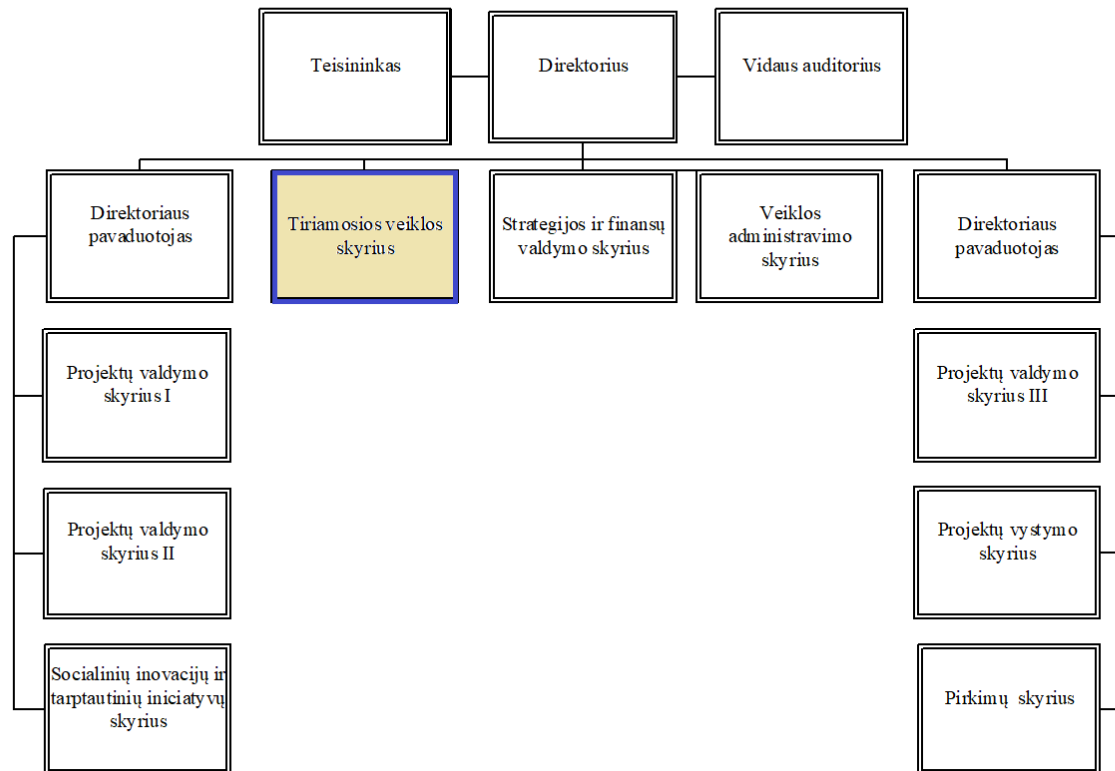 Teisininkas
Direktorius
Vidaus auditorius
Direktoriaus
pavaduotojas
Tiriamosios veiklos
skyrius
Strategijos ir finansų
valdymo skyrius
Veiklos
administravimo
skyrius
Direktoriaus
pavaduotojas
Projektų valdymo
skyrius I
Projektų valdymo
skyrius III
Projektų valdymo
skyrius II
Projektų vystymo
skyrius
Socialinių inovacijų ir
tarptautinių iniciatyvų
skyrius
Pirkimų skyrius